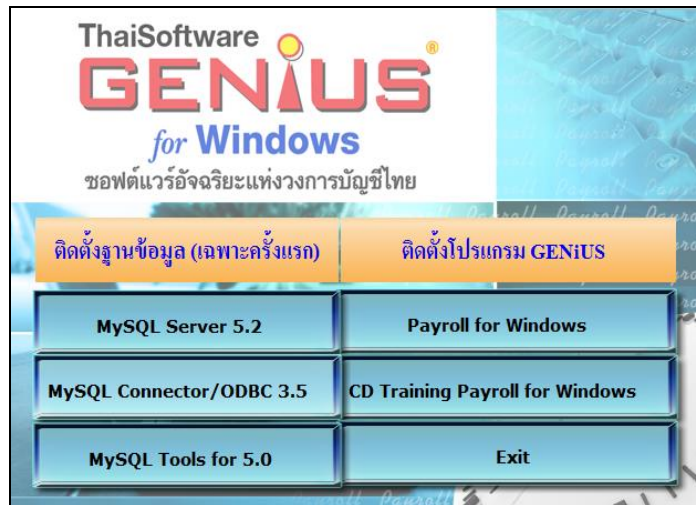 ThaiSoftware
GENiUS®
for Windows
ซอฟต์แวร์อัจฉริยะแห่งวงการบัญชีไทย
ติดตั้งฐานข้อมูล (เฉพาะครั้งแรก)
ติดตั้งโปรแกรม GENiUS
MySQL Server 5.2
Payroll for Windows
MySQL Connector/ODBC 3.5
CD Training Payroll for Windows
MySQL Tools for 5.0
Exit